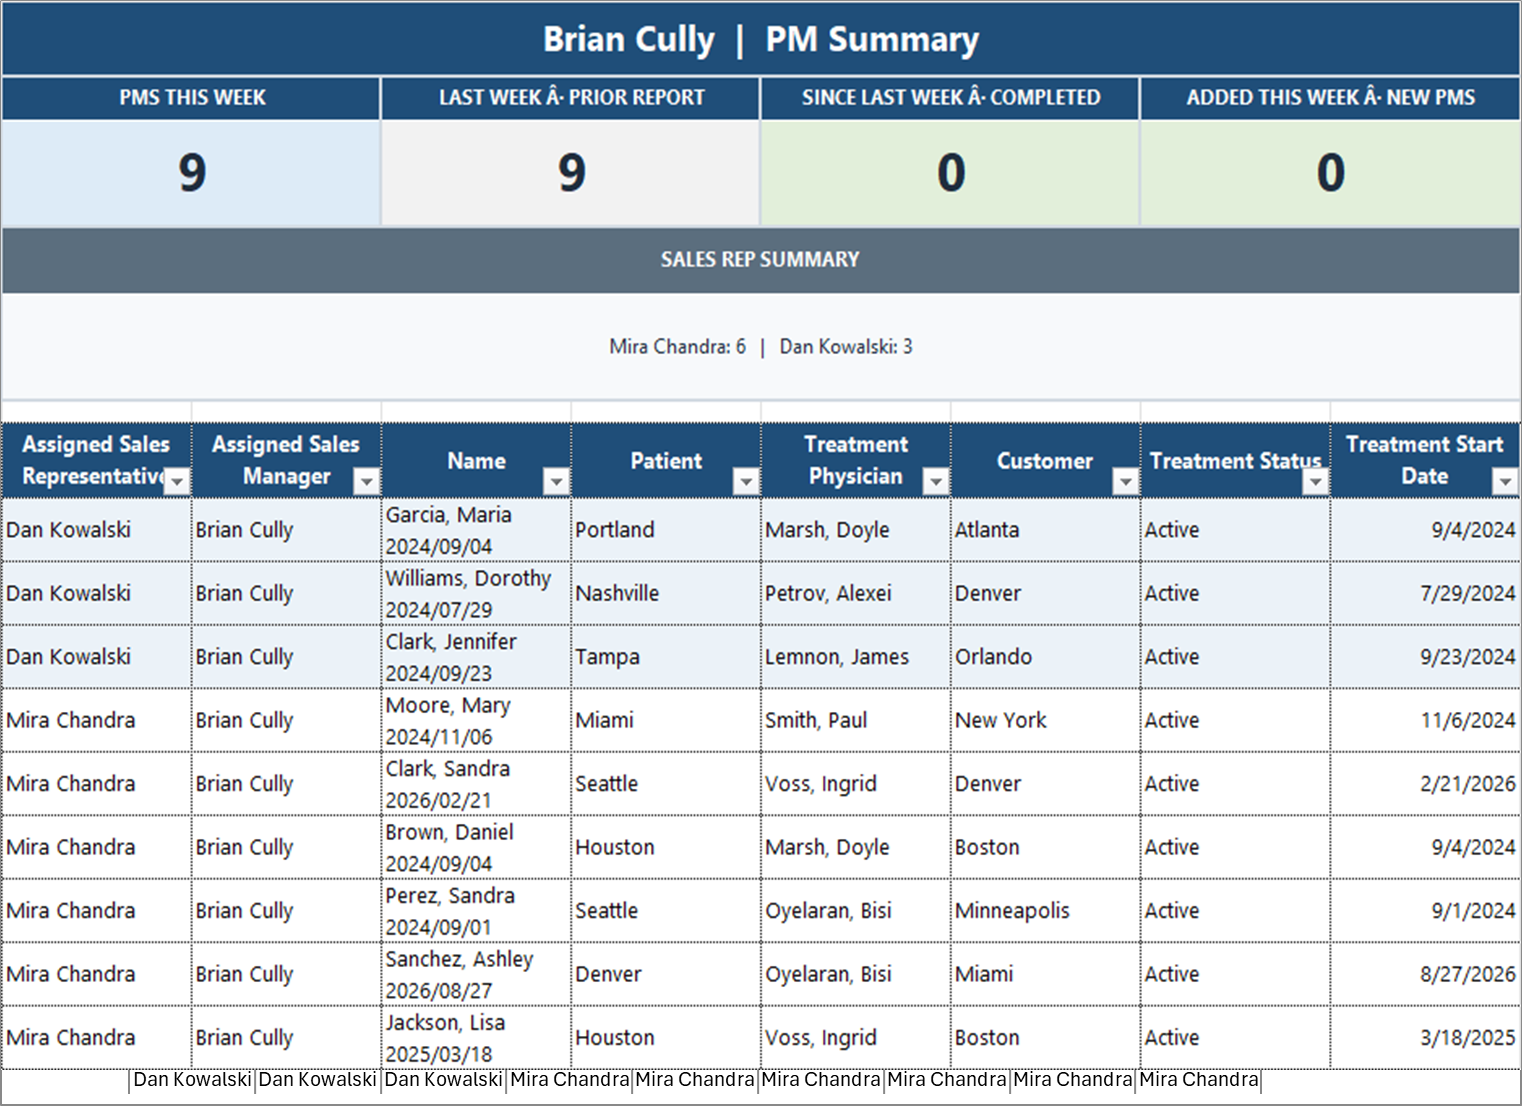 Brian Cully | PM Summary
PMS THIS WEEK LAST WEEK Â· PRIOR REPORT SINCE LAST WEEK Â· COMPLETED ADDED THIS WEEK Â· NEW PMS
9 9 0 0
SALES REP SUMMARY
Mira Chandra: 6 | Dan Kowalski: 3
Assigned Sales Representative Assigned Sales Manager Name Patient Treatment Physician Customer Treatment Status Treatment Start Date
Dan Kowalski Brian Cully Garcia, Maria 2024/09/04 Portland Marsh, Doyle Atlanta Active 9/4/2024
Dan Kowalski Brian Cully Williams, Dorothy 2024/07/29 Nashville Petrov, Alexei Denver Active 7/29/2024
Dan Kowalski Brian Cully Clark, Jennifer 2024/09/23 Tampa Lemnon, James Orlando Active 9/23/2024
Mira Chandra Brian Cully Moore, Mary 2024/11/06 Miami Smith, Paul New York Active 11/6/2024
Mira Chandra Brian Cully Clark, Sandra 2026/02/21 Seattle Voss, Ingrid Denver Active 2/21/2026
Mira Chandra Brian Cully Brown, Daniel 2024/09/04 Houston Marsh, Doyle Boston Active 9/4/2024
Mira Chandra Brian Cully Perez, Sandra 2024/09/01 Seattle Oyelaran, Bisi Minneapolis Active 9/1/2024
Mira Chandra Brian Cully Sanchez, Ashley 2026/08/27 Denver Oyelaran, Bisi Miami Active 8/27/2026
Mira Chandra Brian Cully Jackson, Lisa 2025/03/18 Houston Voss, Ingrid Boston Active 3/18/2025
Dan Kowalski Dan Kowalski Dan Kowalski Mira Chandra Mira Chandra Mira Chandra Mira Chandra Mira Chandra Mira Chandra